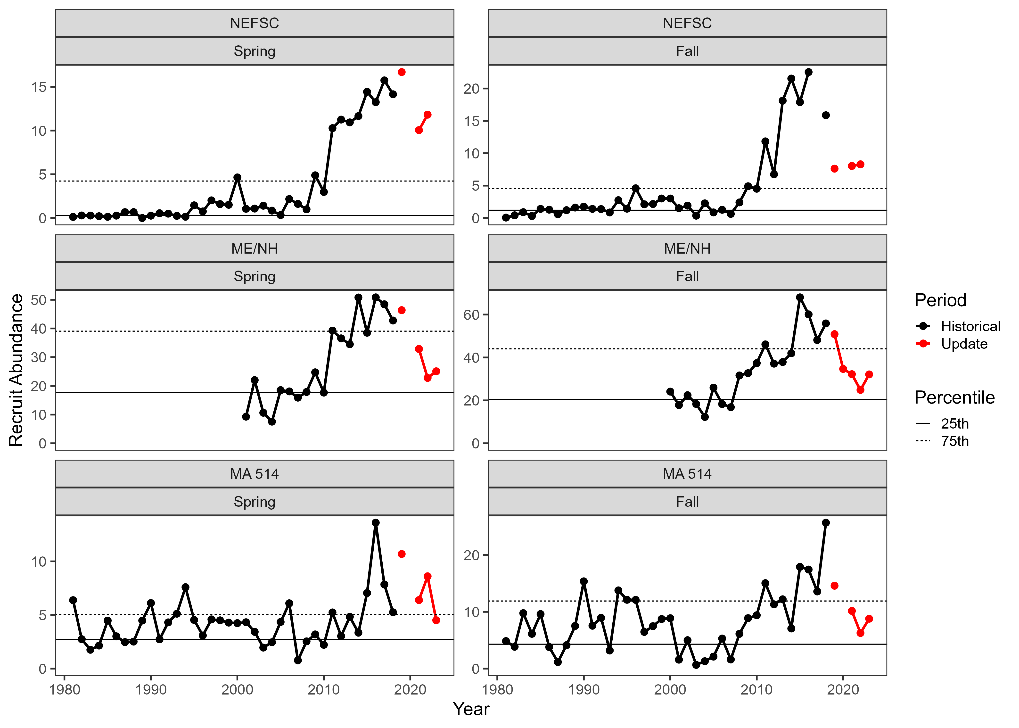 NEFSC
Spring
15
10
5
0
NEFSC
Fall
20
15
10
5
0
ME/NH
Spring
50
40
30
20
10
0
ME/NH
Fall
60
40
20
0
MA 514
Spring
10
5
0
1980
1990
2000
2010
2020
MA 514
Fall
20
10
0
1980
1990
2000
2010
2020
Recruit Abundance
Year
Period
Historical
Update
Percentile
25th
75th